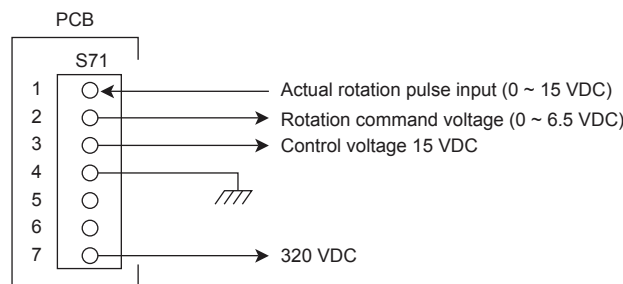 PCB
S71
1 Actual rotation pulse input (0 ~ 15 VDC)
2 Rotation command voltage (0 ~ 6.5 VDC)
3 Control voltage 15 VDC
4
5
6
7 320 VDC